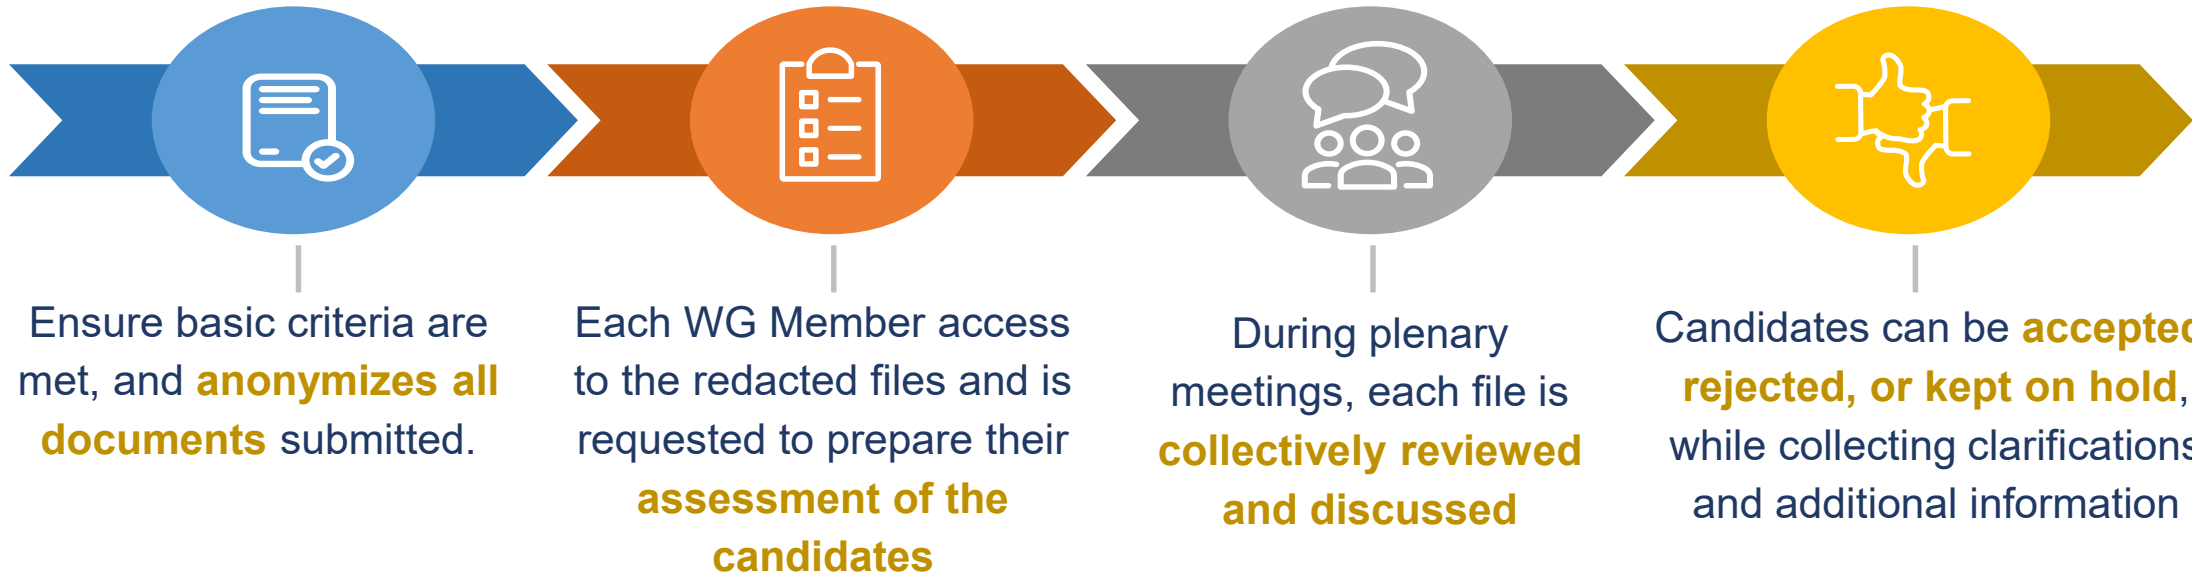 Ensure basic criteria are
met, and anonymizes all
documents submitted.
Each WG Member access
to the redacted files and is
requested to prepare their
assessment of the
candidates
During plenary
meetings, each file is
collectively reviewed
and discussed
Candidates can be accepted
rejected, or kept on hold,
while collecting clarifications
and additional information